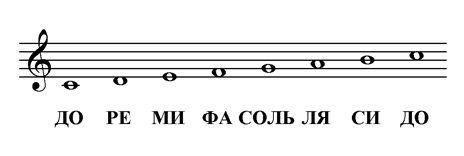 ДО РЕ МИ ФА СОЛЬ ЛЯ СИ ДО